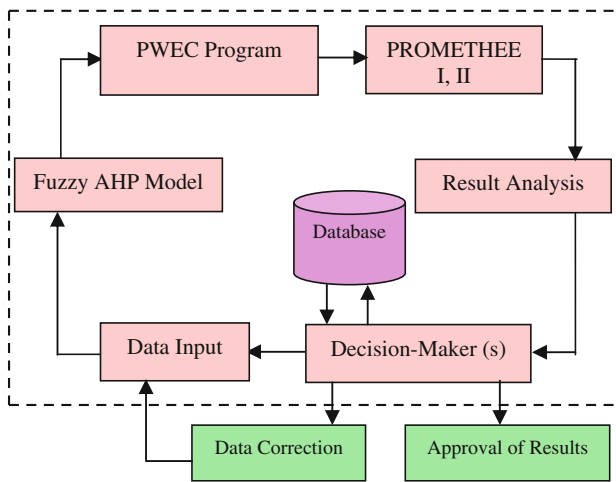 PWEC Program
PROMETHEE
I, II
Fuzzy AHP Model
Result Analysis
Database
Data Input
Decision-Maker (s)
Data Correction
Approval of Results